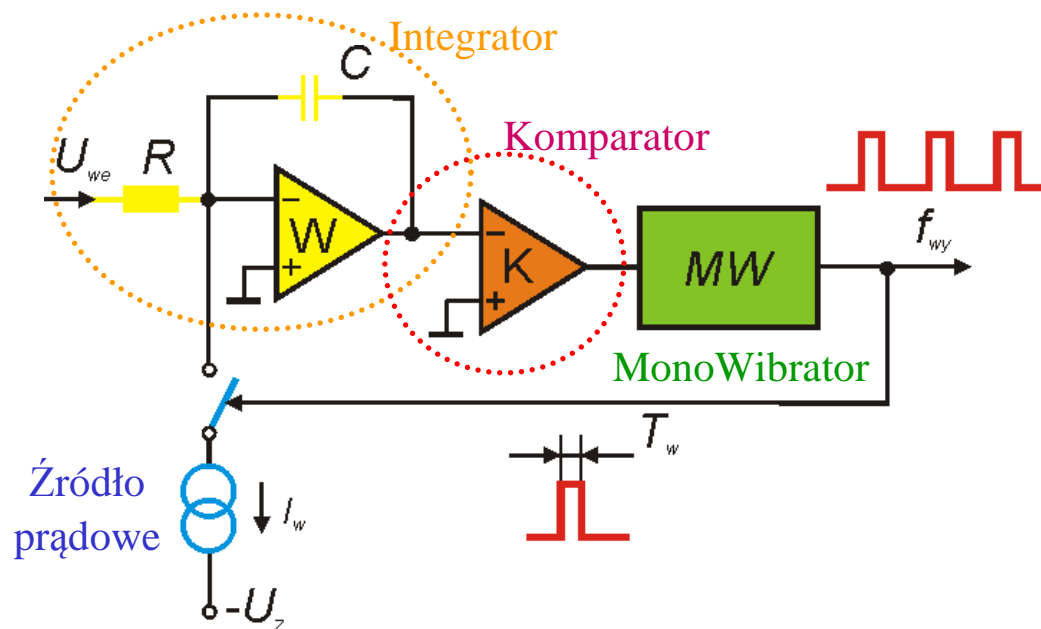 Integrator
C
Komparator
U we
R
f wy
−
W
+
−
K
+
MW
MonoWibrator
T w
Źródło
prądowe
I w
-U z